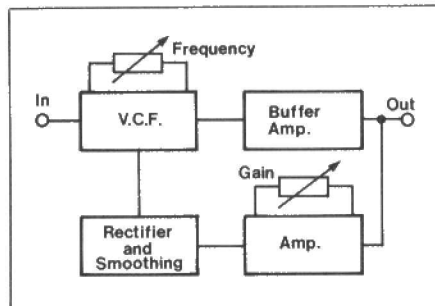 Frequency
In
V.C.F.
Buffer
Amp.
Out
Gain
Rectifier
and
Smoothing
Amp.